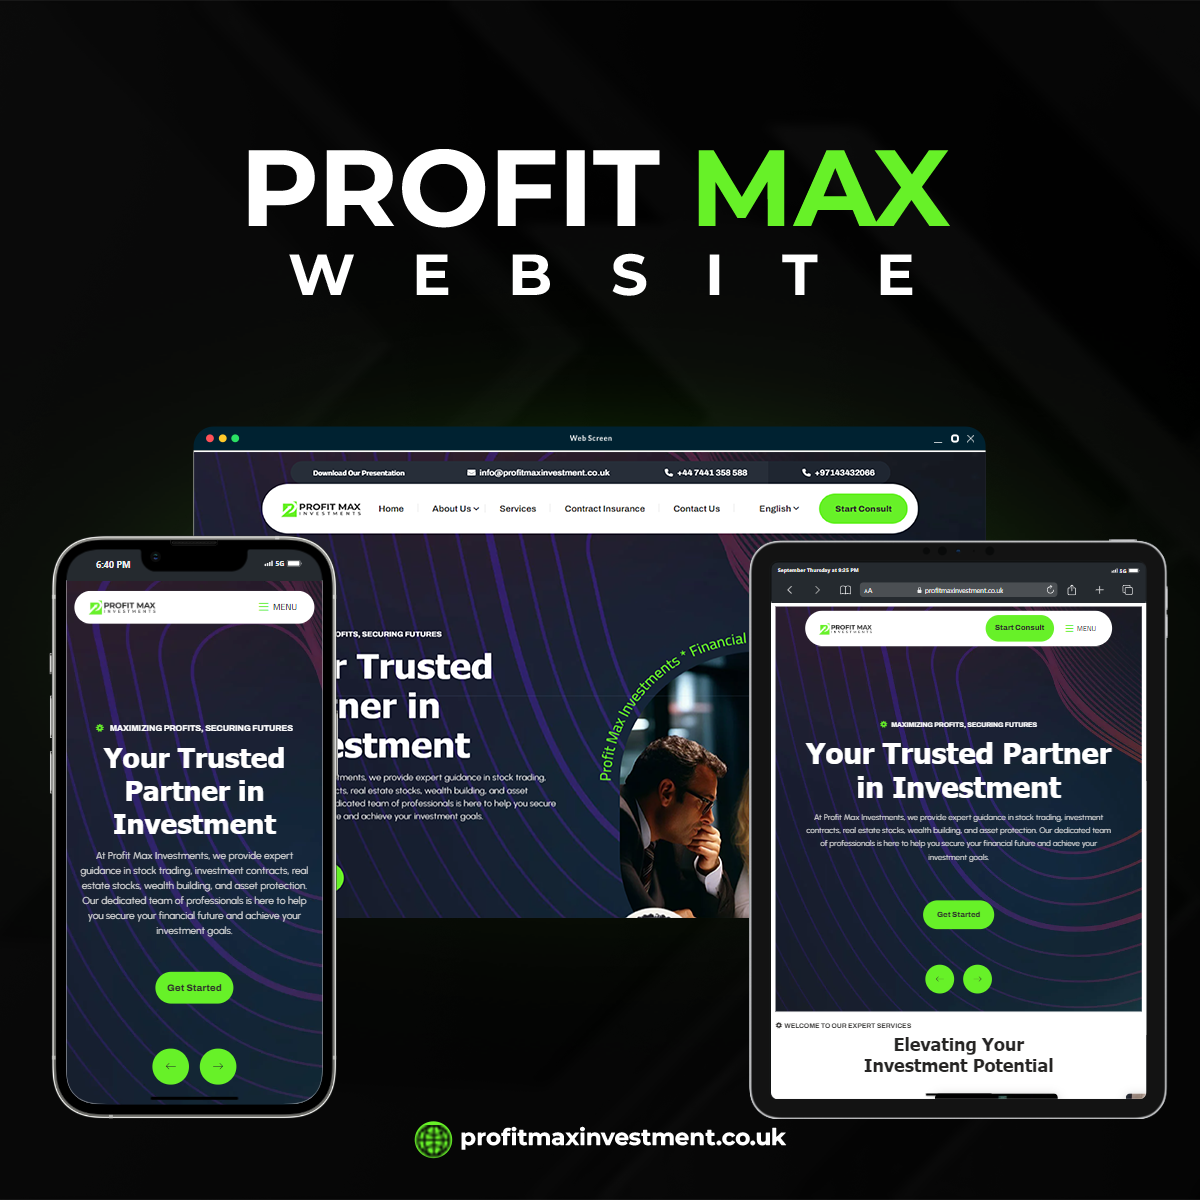 PROFIT MAX
WEBSITE
Web Screen
Download Our Presentation
info@profitmaxinvestment.co.uk
+44 7441 358 588
+97143432066
PROFIT MAX
INVESTMENTS
Home
About Us
Services
Contract Insurance
Contact Us
English
Start Consult
OFITS, SECURING FUTURES
r Trusted
ner in
estment
tments, we provide expert guidance in stock trading,
cts, real estate stocks, wealth building, and asset
dicated team of professionals is here to help you secure
e and achieve your investment goals.
Profit Max Investments * Financial
6:40 PM
5G
PROFIT MAX
INVESTMENTS
MENU
MAXIMIZING PROFITS, SECURING FUTURES
Your Trusted
Partner in
Investment
At Profit Max Investments, we provide expert
guidance in stock trading, investment contracts, real
estate stocks, wealth building, and asset protection.
Our dedicated team of professionals is here to help
you secure your financial future and achieve your
investment goals.
Get Started
September Thursday at 9:25 PM
5G
AA
profitmaxinvestment.co.uk
PROFIT MAX
INVESTMENTS
Start Consult
MENU
MAXIMIZING PROFITS, SECURING FUTURES
Your Trusted Partner
in Investment
At Profit Max Investments, we provide expert guidance in stock trading, investment
contracts, real estate stocks, wealth building, and asset protection. Our dedicated team
of professionals is here to help you secure your financial future and achieve your
investment goals.
Get Started
WELCOME TO OUR EXPERT SERVICES
Elevating Your
Investment Potential
profitmaxinvestment.co.uk